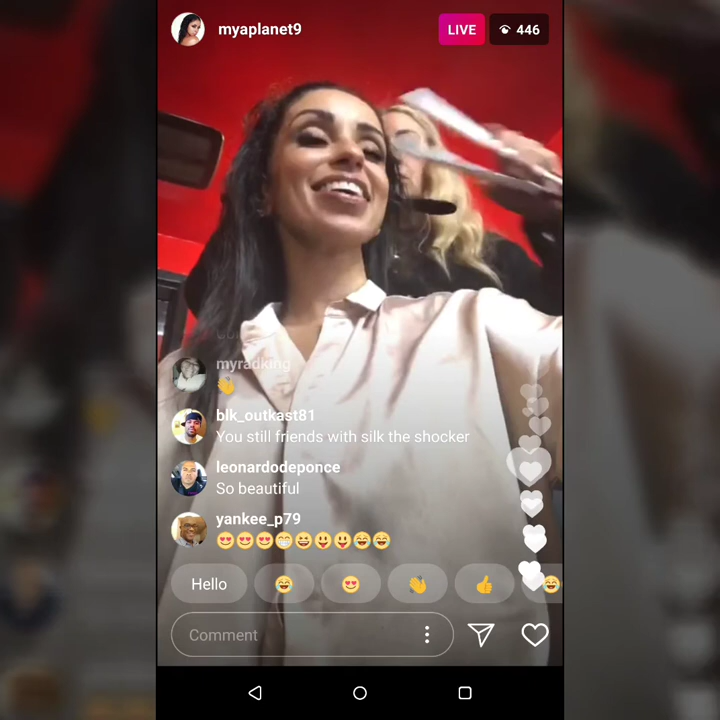 myaplanet9
LIVE
446
myradking
👋
blk_outkast81
You still friends with silk the shocker
leonardodeponce
So beautiful
yankee_p79
😍😍😍😁😆😛😛😂😅
Hello 😅 😍 👋 👍 😂
Comment